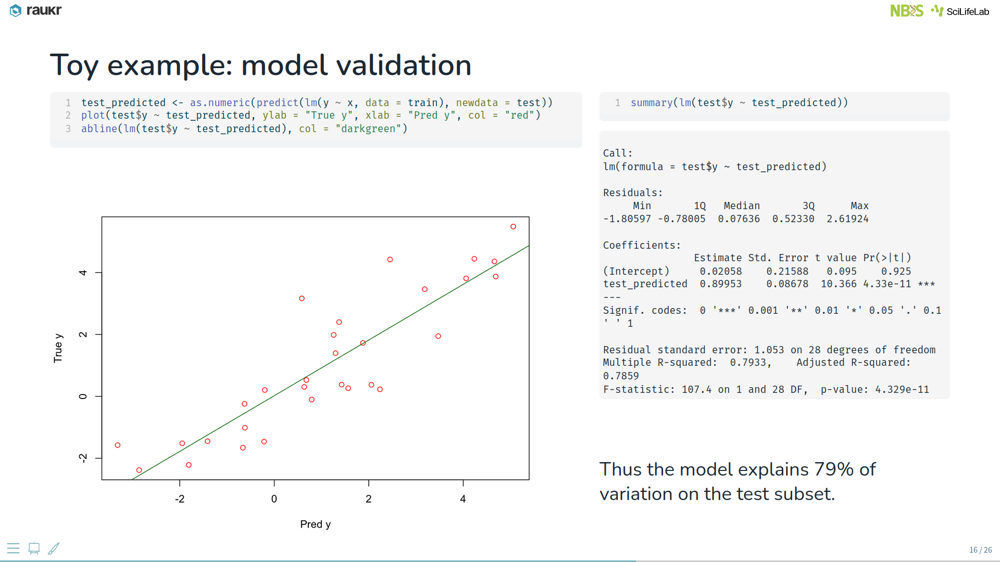 raukr
NBIS SciLifeLab
Toy example: model validation
1 test_predicted <- as.numeric(predict(lm(y ~ x, data = train), newdata = test))
2 plot(test$y ~ test_predicted, ylab = "True y", xlab = "Pred y", col = "red")
3 abline(lm(test$y ~ test_predicted), col = "darkgreen")
4
2
0
-2
True y
-2 0 2 4
Pred y
1 summary(lm(test$y ~ test_predicted))
Call:
lm(formula = test$y ~ test_predicted)
Residuals:
Min 1Q Median 3Q Max
-1.80597 -0.78005 0.07636 0.52330 2.61924
Coefficients:
Estimate Std. Error t value Pr(>|t|)
(Intercept) 0.02058 0.21588 0.095 0.925
test_predicted 0.89953 0.08678 10.366 4.33e-11 ***
---
Signif. codes: 0 '***' 0.001 '**' 0.01 '*' 0.05 '.' 0.1
' ' 1
Residual standard error: 1.053 on 28 degrees of freedom
Multiple R-squared: 0.7933, Adjusted R-squared:
0.7859
F-statistic: 107.4 on 1 and 28 DF, p-value: 4.329e-11
Thus the model explains 79% of
variation on the test subset.
16 / 26